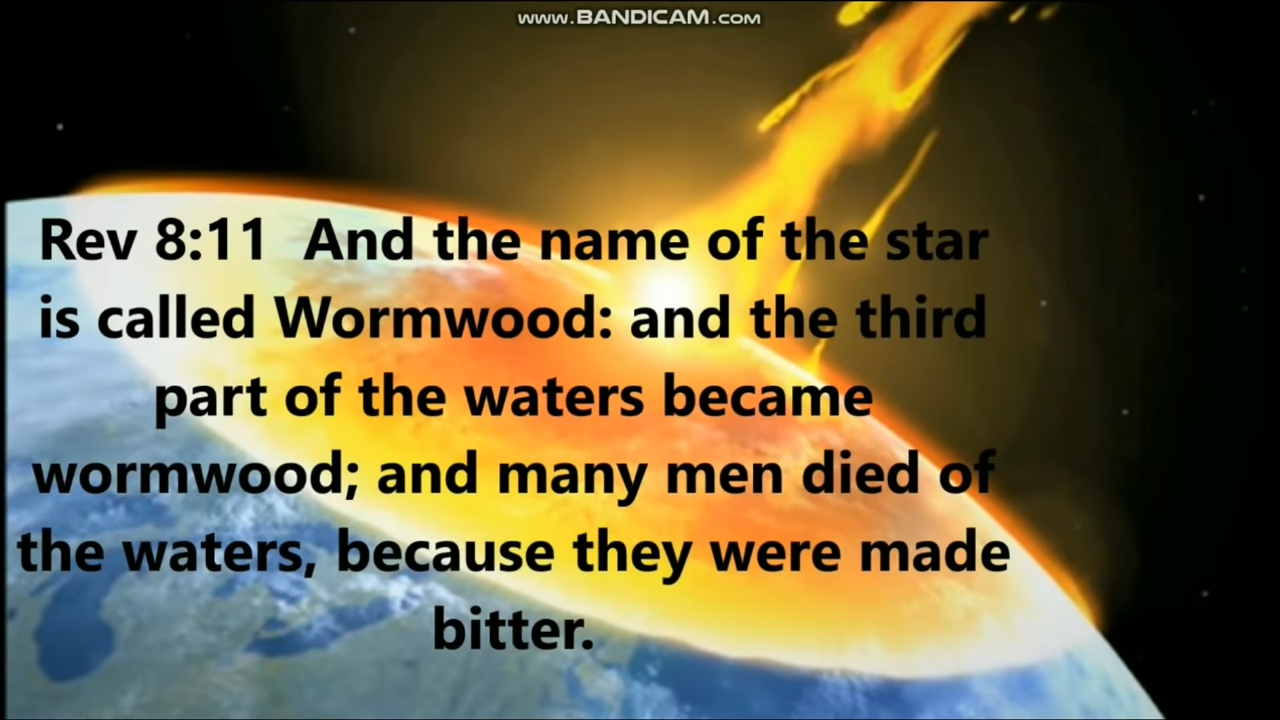 www.BANDICAM.com
Rev 8:11  And the name of the star
is called Wormwood: and the third
part of the waters became
wormwood; and many men died of
the waters, because they were made
bitter.